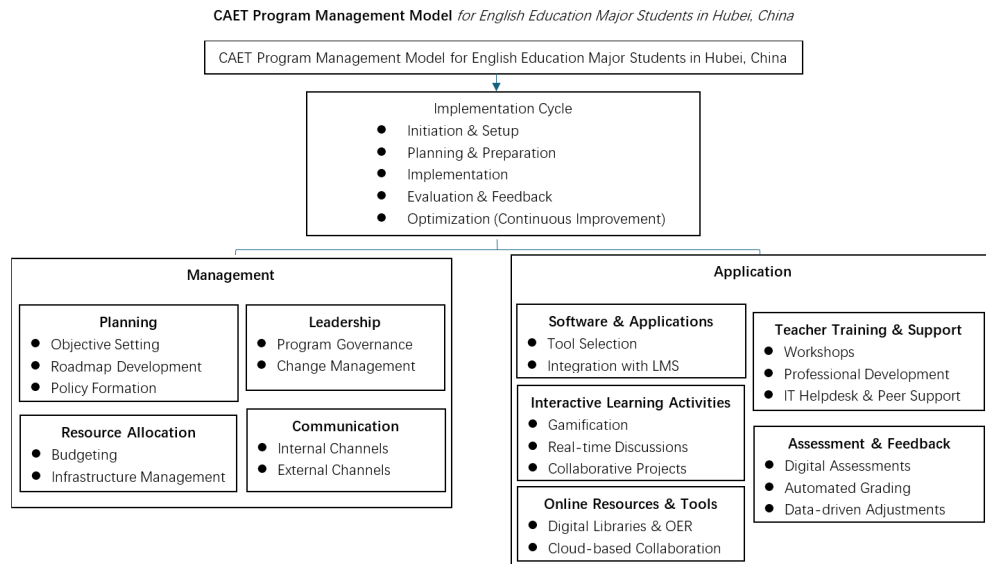 CAET Program Management Model for English Education Major Students in Hubei, China
CAET Program Management Model for English Education Major Students in Hubei, China
Implementation Cycle
● Initiation & Setup
● Planning & Preparation
● Implementation
● Evaluation & Feedback
● Optimization (Continuous Improvement)
Management
Planning
● Objective Setting
● Roadmap Development
● Policy Formation
Leadership
● Program Governance
● Change Management
Resource Allocation
● Budgeting
● Infrastructure Management
Communication
● Internal Channels
● External Channels
Application
Software & Applications
● Tool Selection
● Integration with LMS
Interactive Learning Activities
● Gamification
● Real-time Discussions
● Collaborative Projects
Online Resources & Tools
● Digital Libraries & OER
● Cloud-based Collaboration
Teacher Training & Support
● Workshops
● Professional Development
● IT Helpdesk & Peer Support
Assessment & Feedback
● Digital Assessments
● Automated Grading
● Data-driven Adjustments